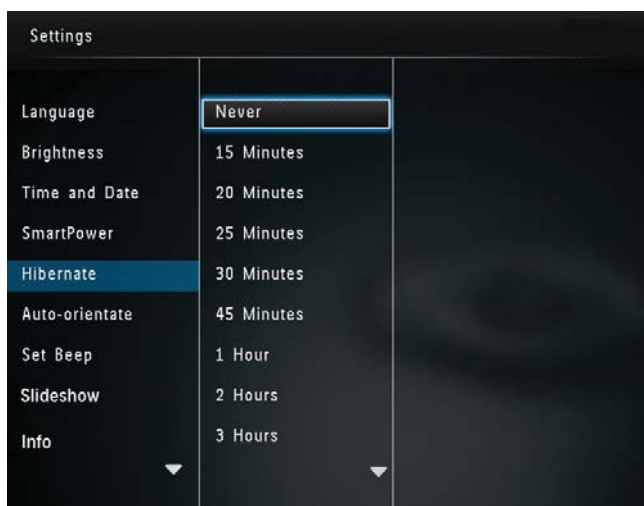 Settings
Language
Brightness
Time and Date
SmartPower
Hibernate
Auto-orientate
Set Beep
Slideshow
Info
Never
15 Minutes
20 Minutes
25 Minutes
30 Minutes
45 Minutes
1 Hour
2 Hours
3 Hours